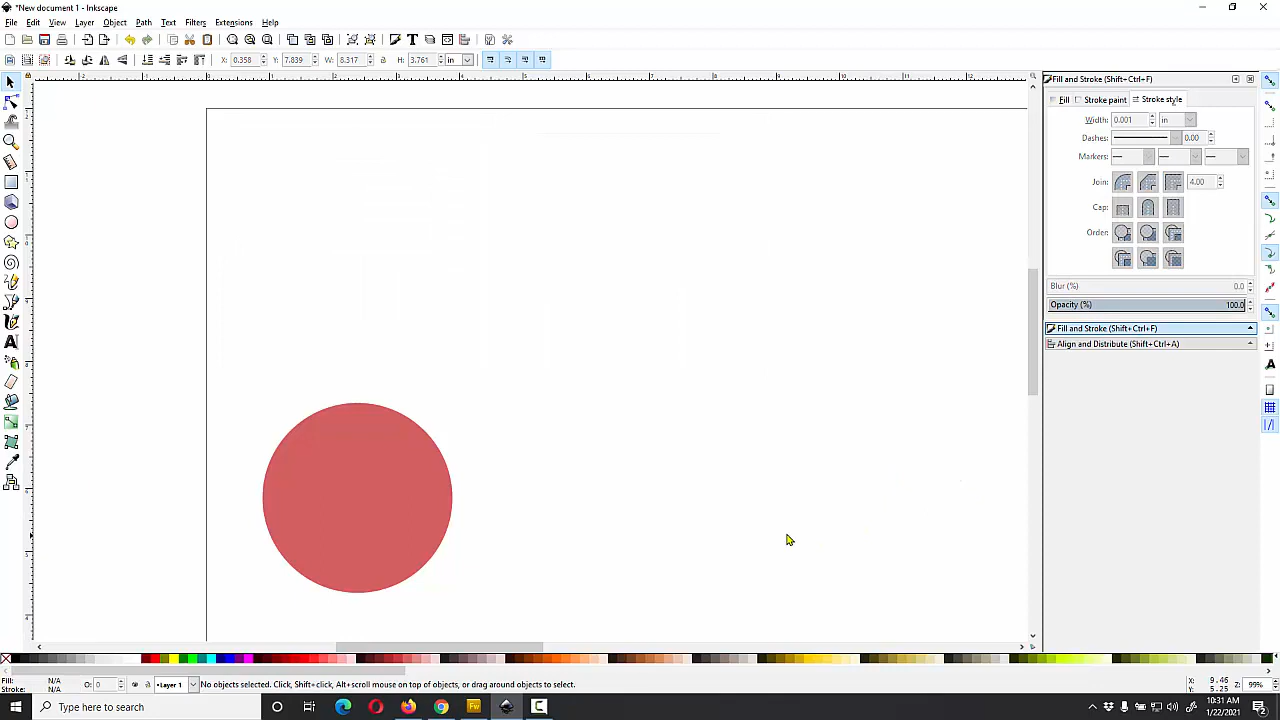 *New document 1 - Inkscape
File Edit View Layer Object Path Text Filters Extensions Help
X: 0.358 Y: 7.839 W: 8.317 H: 3.761 in
Fill and Stroke (Shift+Ctrl+F)
Fill Stroke paint Stroke style
Width: 0.001 in
Dashes: 0.00
Markers:
Join: 4.00
Cap:
Order:
Blur (%) 0.0
Opacity (%) 100.0
Fill and Stroke (Shift+Ctrl+F)
Align and Distribute (Shift+Ctrl+A)
Fill: N/A
Stroke: N/A
O: 0
Layer 1
No objects selected. Click, Shift+click, Alt+scroll mouse on top of objects, or drag around objects to select.
X: 9.46
Y: 5.25
Z: 99%
Type here to search
Fw
10:31 AM
1/22/2021